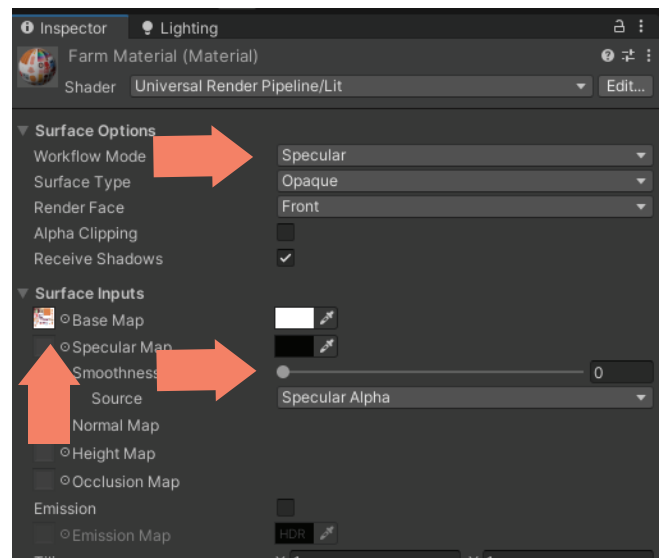 Inspector Lighting
Farm Material (Material)
Shader Universal Render Pipeline/Lit Edit...
Surface Options
Workflow Mode Specular
Surface Type Opaque
Render Face Front
Alpha Clipping
Receive Shadows
Surface Inputs
Base Map
Specular Map
Smoothness 0
Source Specular Alpha
Normal Map
Height Map
Occlusion Map
Emission
Emission Map HDR